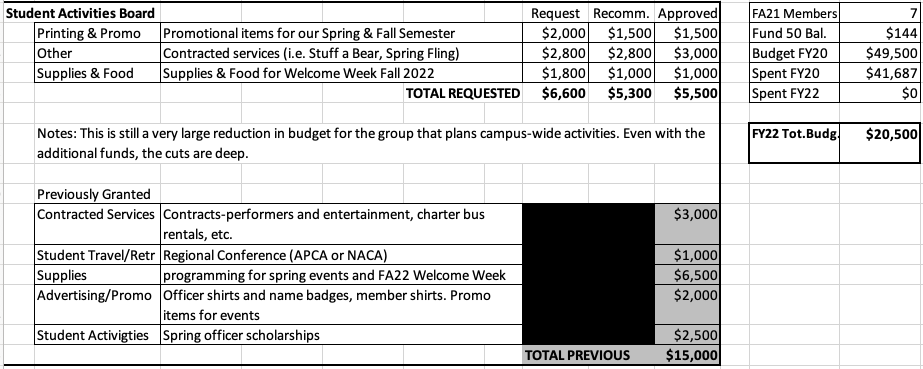 Student Activities Board Request Recomm. Approved FA21 Members 7
Printing & Promo Promotional items for our Spring & Fall Semester $2,000 $1,500 $1,500 Fund 50 Bal. $144
Other Contracted services (i.e. Stuff a Bear, Spring Fling) $2,800 $2,800 $3,000 Budget FY20 $49,500
Supplies & Food Supplies & Food for Welcome Week Fall 2022 $1,800 $1,000 $1,000 Spent FY20 $41,687
TOTAL REQUESTED $6,600 $5,300 $5,500 Spent FY22 $0
Notes: This is still a very large reduction in budget for the group that plans campus-wide activities. Even with the FY22 Tot.Budg. $20,500
additional funds, the cuts are deep.
Previously Granted
Contracted Services Contracts-performers and entertainment, charter bus $3,000
rentals, etc.
Student Travel/Retr Regional Conference (APCA or NACA) $1,000
Supplies programming for spring events and FA22 Welcome Week $6,500
Advertising/Promo Officer shirts and name badges, member shirts. Promo $2,000
items for events
Student Activigties Spring officer scholarships $2,500
TOTAL PREVIOUS $15,000